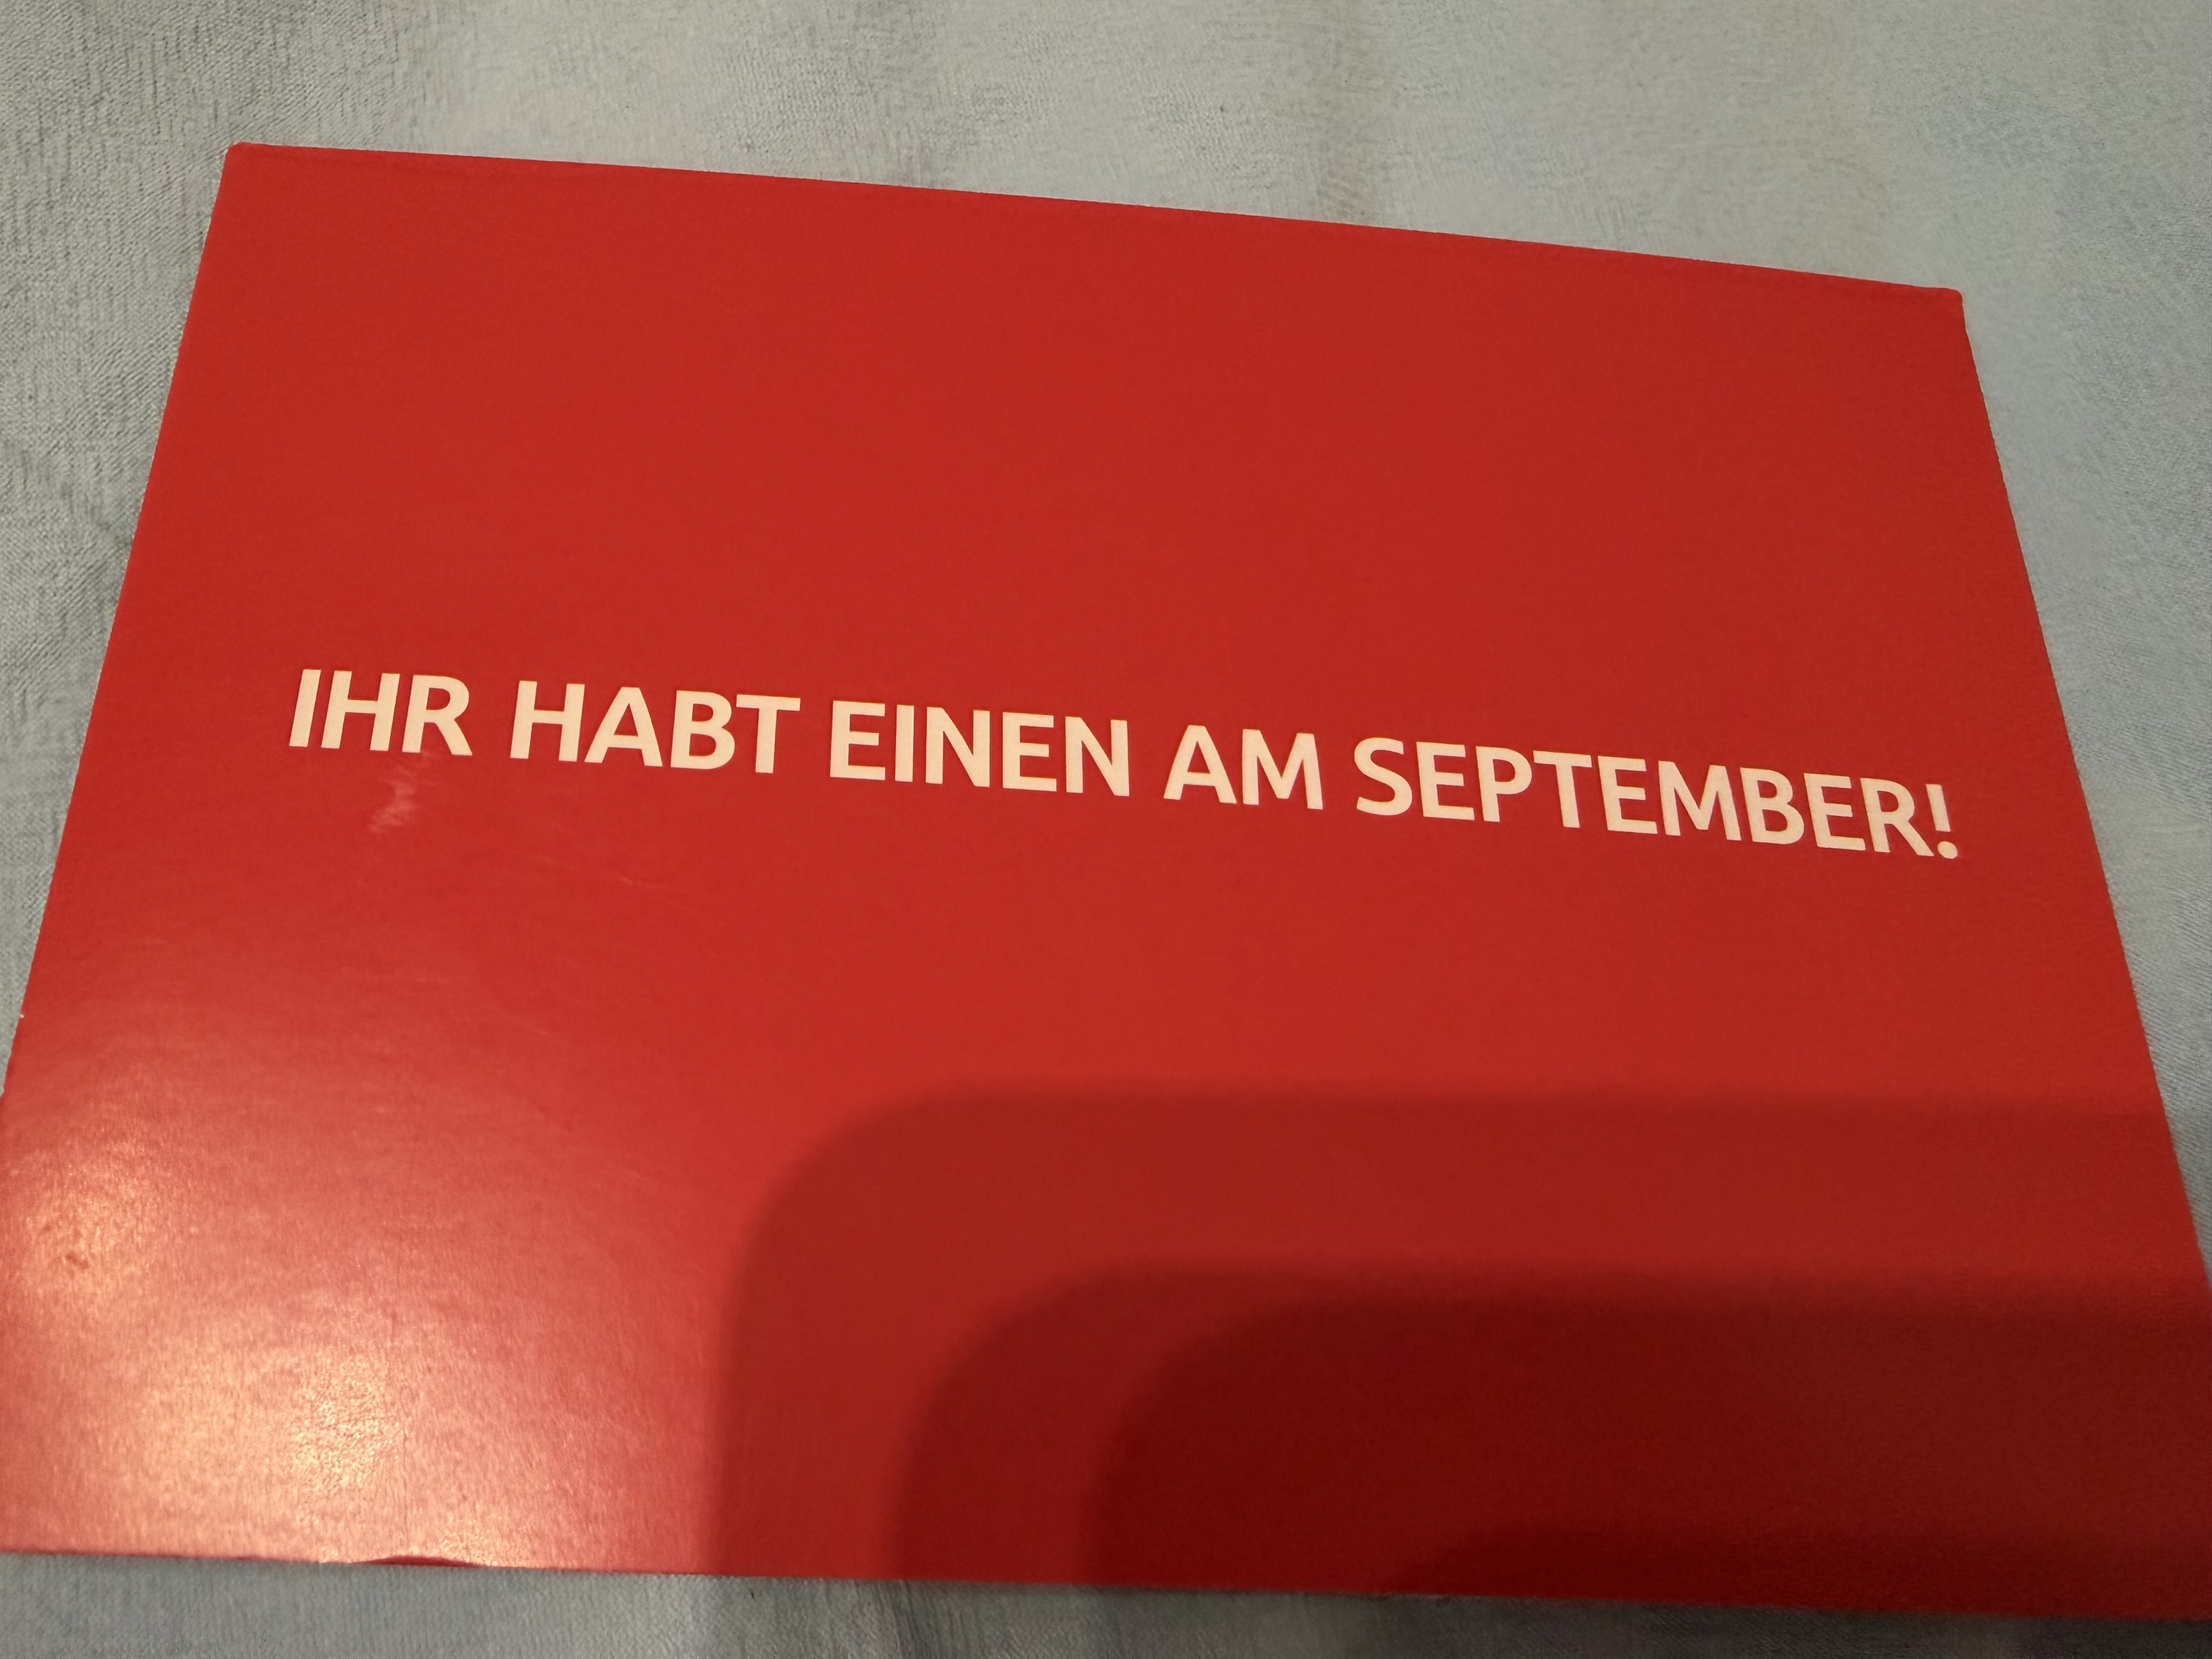 IHR HABT EINEN AM SEPTEMBER!